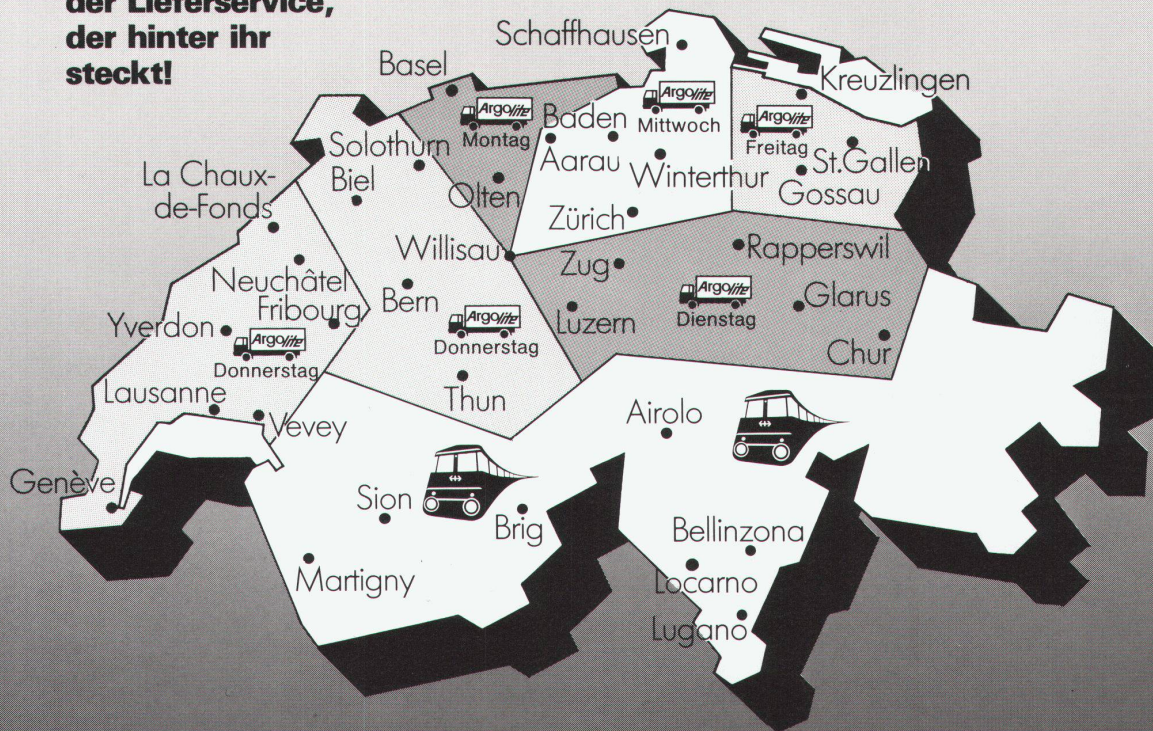 der Lieferservice,
der hinter ihr
steckt!
Schaffhausen
Basel
Kreuzlingen
Argolite
Montag
Argolite
Mittwoch
Argolite
Freitag
Baden
Aarau
Winterthur
St.Gallen
Gossau
Solothurn
Biel
Olten
Zürich
La Chaux-
de-Fonds
Willisau
Zug
Rapperswil
Neuchâtel
Fribourg
Bern
Argolite
Donnerstag
Luzern
Argolite
Dienstag
Glarus
Chur
Yverdon
Argolite
Donnerstag
Lausanne
Vevey
Thun
Airolo
Genève
Sion
Brig
Martigny
Bellinzona
Locarno
Lugano